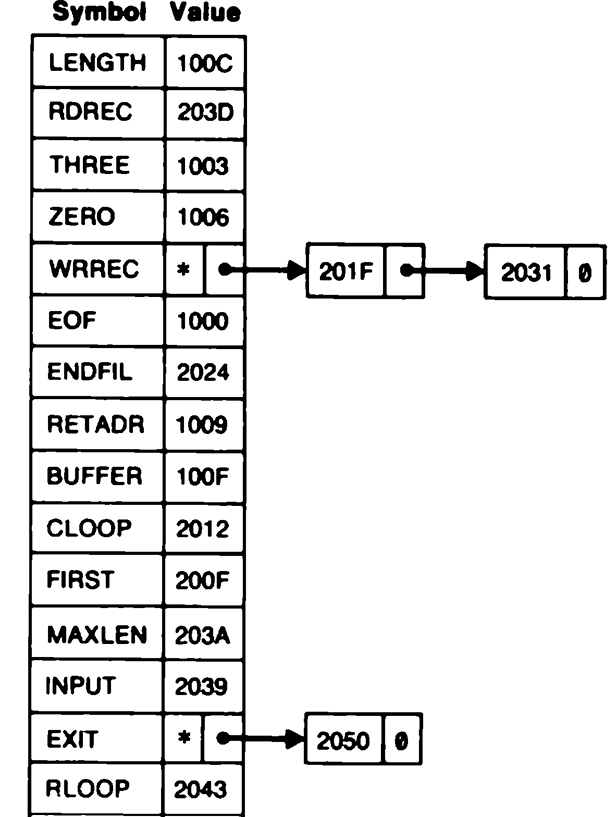 Symbol Value
LENGTH 100C
RDREC 203D
THREE 1003
ZERO 1006
WRREC * 201F 2031 0
EOF 1000
ENDFIL 2024
RETADR 1009
BUFFER 100F
CLOOP 2012
FIRST 200F
MAXLEN 203A
INPUT 2039
EXIT * 2050 0
RLOOP 2043